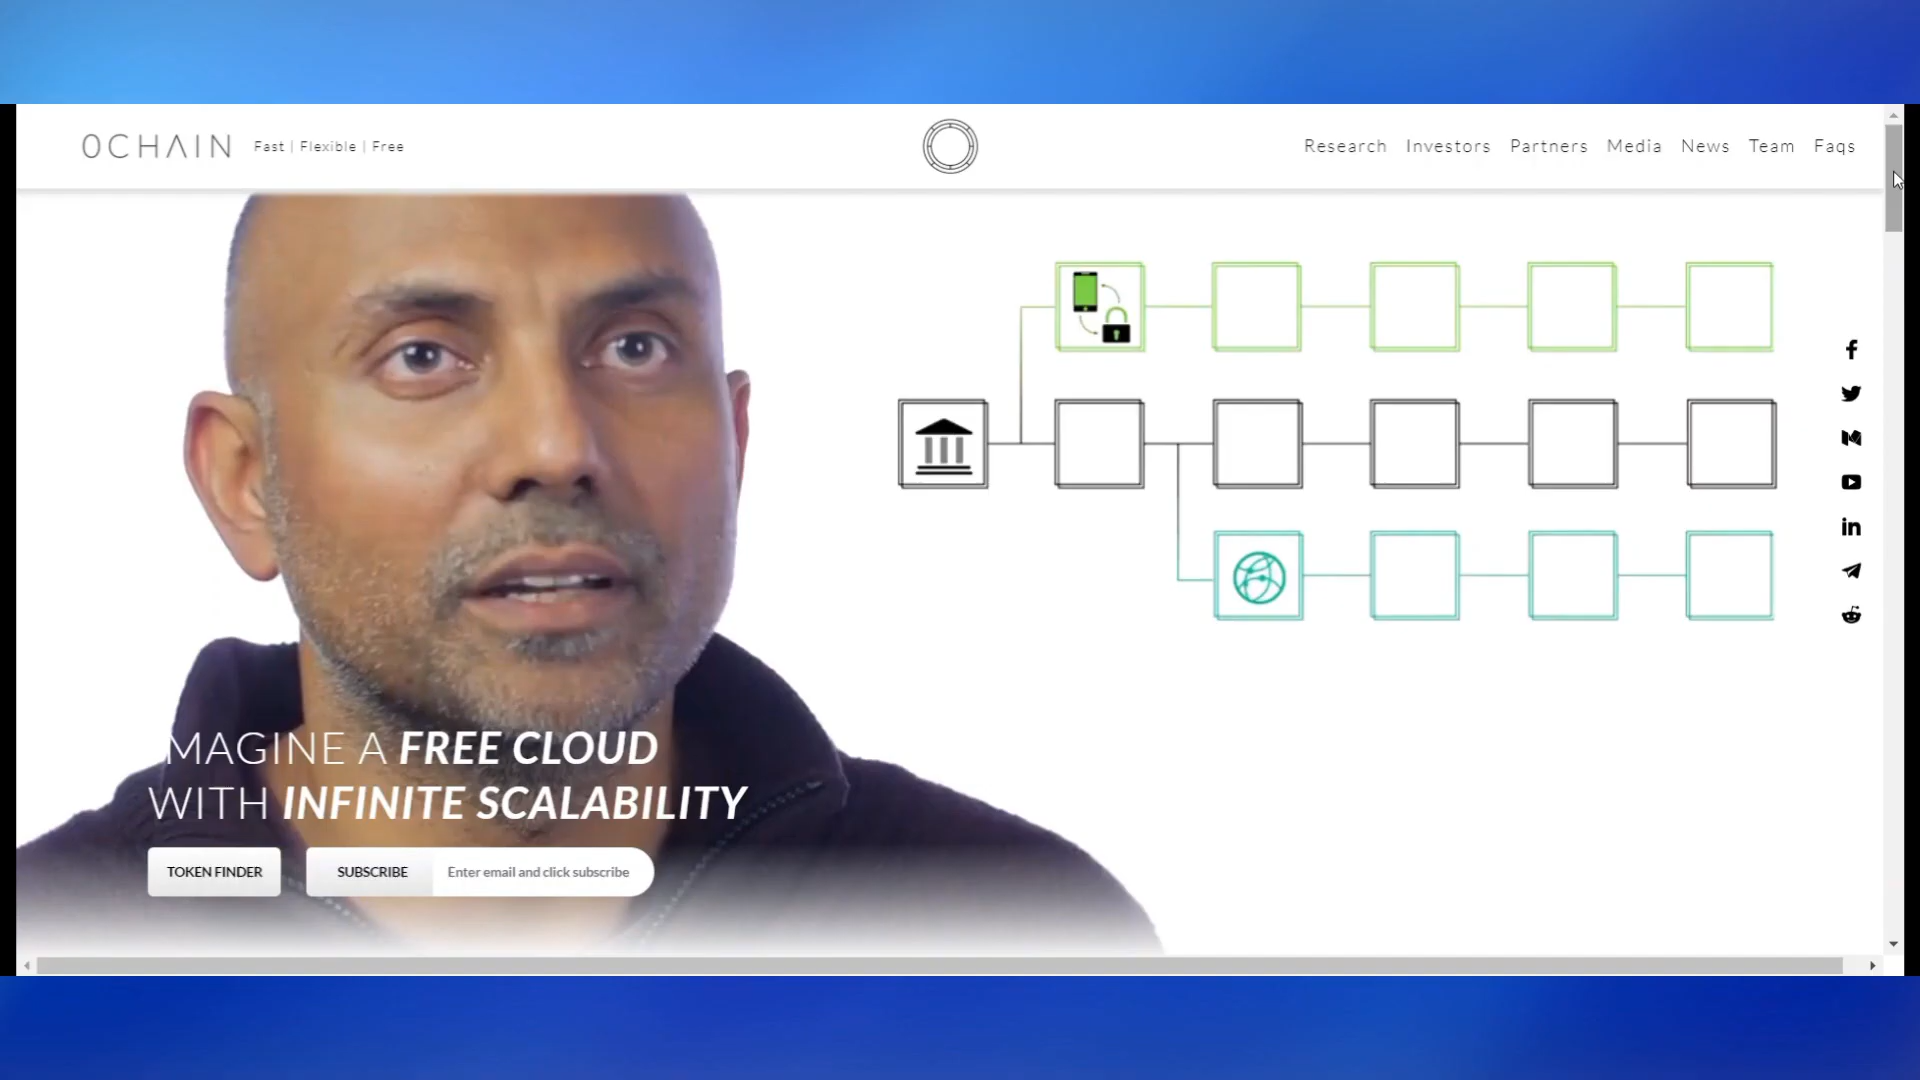 0CHAIN
Fast | Flexible | Free
Research Investors Partners Media News Team Faqs
IMAGINE A FREE CLOUD
WITH INFINITE SCALABILITY
TOKEN FINDER
SUBSCRIBE Enter email and click subscribe